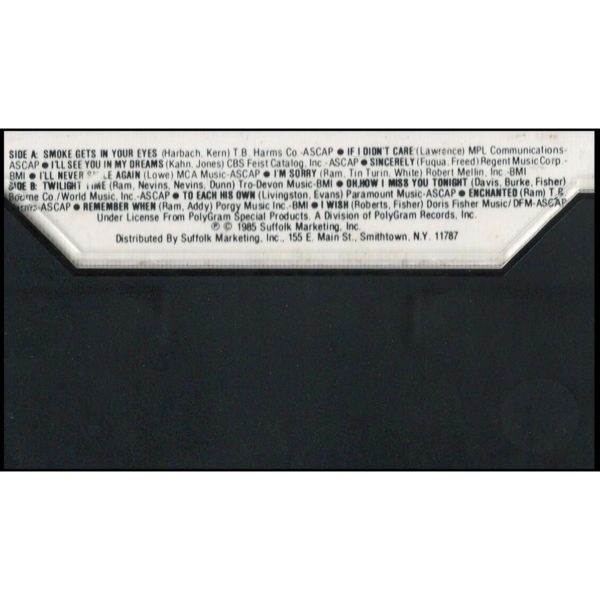 SIDE A: SMOKE GETS IN YOUR EYES (Harbach, Kern) T.B. Harms Co.-ASCAP ● IF I DIDN'T CARE (Lawrence) MPL Communications-
ASCAP ● I'LL SEE YOU IN MY DREAMS (Kahn, Jones) CBS Feist Catalog, Inc.-ASCAP ● SINCERELY (Fuqua, Freed) Regent Music Corp.-
BMI ● I'LL NEVER AGAIN (Lowe) MCA Music-ASCAP ● I'M SORRY (Ram, Tin Turin, White) Robert Mellin, Inc.-BMI
SIDE B: TWILIGHT TIME (Ram, Nevins, Nevins, Dunn) Tro-Devon Music-BMI ● OH, HOW I MISS YOU TONIGHT (Davis, Burke, Fisher)
Bourne Co./World Music, Inc.-ASCAP ● TO EACH HIS OWN (Livingston, Evans) Paramount Music-ASCAP ● ENCHANTED (Ram) T.B.
Harms-ASCAP ● REMEMBER WHEN (Ram, Addy) Porgy Music Inc.-BMI ● I WISH (Roberts, Fisher) Doris Fisher Music/DFM-ASCAP
Under License From PolyGram Special Products, A Division of PolyGram Records, Inc.
℗ © 1985 Suffolk Marketing, Inc.
Distributed By Suffolk Marketing, Inc., 155 E. Main St., Smithtown, N.Y. 11787